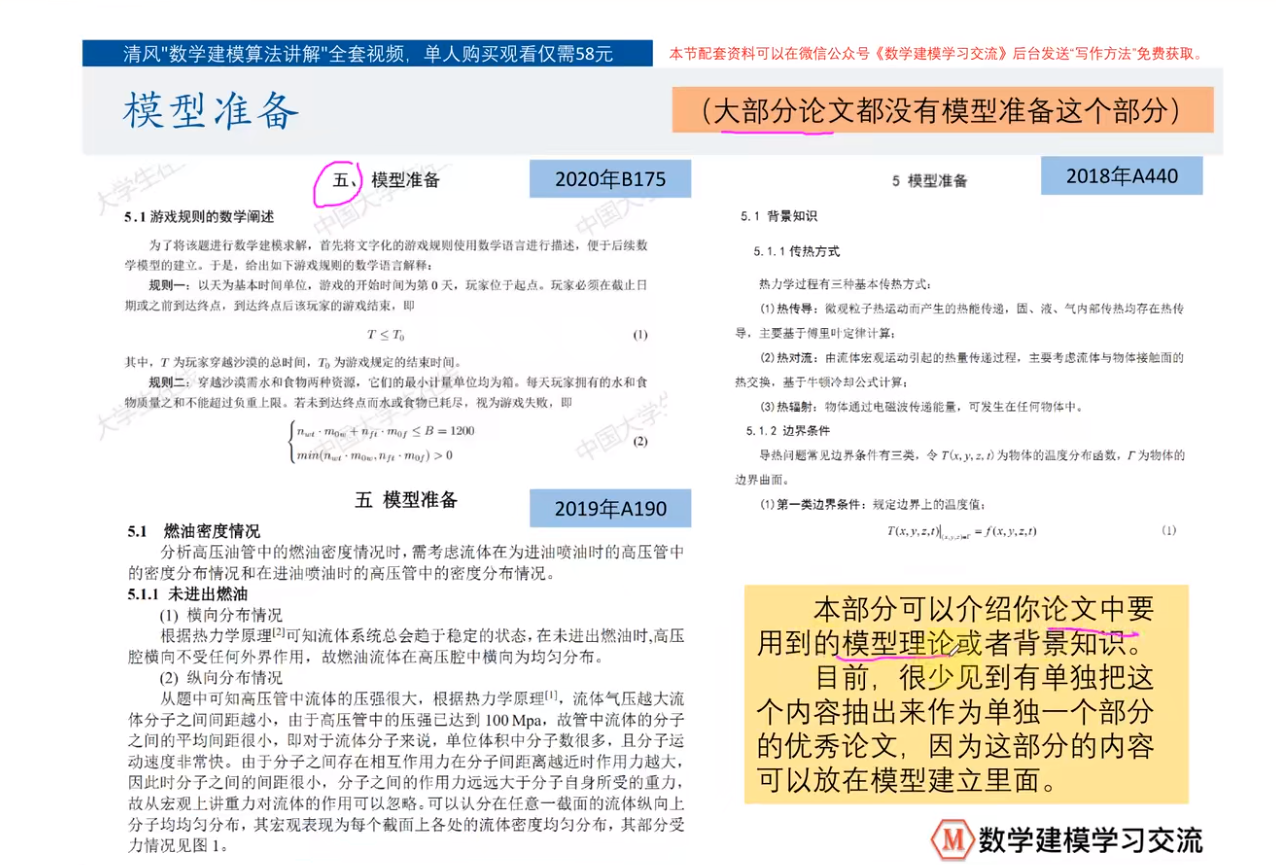 清风"数学建模算法讲解"全套视频，单人购买观看仅需58元
本节配套资料可以在微信公众号《数学建模学习交流》后台发送“写作方法”免费获取。
模型准备
（大部分论文都没有模型准备这个部分）
五、模型准备
2020年B175
5.1 游戏规则的数学阐述
为了将该题进行数学建模求解，首先将文字化的游戏规则使用数学语言进行描述，便于后续数
学模型的建立。于是，给出如下游戏规则的数学语言解释：
规则一：以天为基本时间单位，游戏的开始时间为第 0 天，玩家位于起点。玩家必须在截止日
期或之前到达终点，到达终点后该玩家的游戏结束，即
T ≤ T₀ (1)
其中，T 为玩家穿越沙漠的总时间，T₀ 为游戏规定的结束时间。
规则二：穿越沙漠需水和食物两种资源，它们的最小计量单位均为箱。每天玩家拥有的水和食
物质量之和不能超过负重上限。若未到达终点而水或食物已耗尽，视为游戏失败，即
n_{wt} · m_{0w} + n_{ft} · m_{0f} ≤ B = 1200
min(n_{wt} · m_{0w}, n_{ft} · m_{0f}) > 0 (2)
五 模型准备
2019年A190
5.1 燃油密度情况
分析高压油管中的燃油密度情况时，需考虑流体在为进油喷油时的高压管中
的密度分布情况和在进油喷油时的高压管中的密度分布情况。
5.1.1 未进出燃油
(1) 横向分布情况
根据热力学原理[2]可知流体系统总会趋于稳定的状态，在未进出燃油时，高压
腔横向不受任何外界作用，故燃油流体在高压腔中横向为均匀分布。
(2) 纵向分布情况
从题中可知高压管中流体的压强很大，根据热力学原理[1]，流体气压越大流
体分子之间间距越小，由于高压管中的压强已达到 100 Mpa，故管中流体的分子
之间的平均间距很小，即对于流体分子来说，单位体积中分子数很多，且分子运
动速度非常快。由于分子之间存在相互作用力在分子间距离越近时作用力越大，
因此时分子之间的间距很小，分子之间的作用力远远大于分子自身所受的重力，
故从宏观上讲重力对流体的作用可以忽略。可以认分在任意一截面的流体纵向上
分子均均匀分布，其宏观表现为每个截面上各处的流体密度均匀分布，其部分受
力情况见图 1。
5 模型准备
2018年A440
5.1 背景知识
5.1.1 传热方式
热力学过程有三种基本传热方式：
(1)热传导：微观粒子热运动而产生的热能传递，固、液、气内部传热均存在热传
导，主要基于傅里叶定律计算；
(2)热对流：由流体宏观运动引起的热量传递过程，主要考虑流体与物体接触面的
热交换，基于牛顿冷却公式计算；
(3)热辐射：物体通过电磁波传递能量，可发生在任何物体中。
5.1.2 边界条件
导热问题常见边界条件有三类，令 T(x,y,z,t) 为物体的温度分布函数，Γ 为物体的
边界曲面。
(1)第一类边界条件：规定边界上的温度值；
T(x,y,z,t)|_{(x,y,z)∈Γ} = f(x,y,z,t) (1)
本部分可以介绍你论文中要
用到的模型理论或者背景知识。
目前，很少见到有单独把这
个内容抽出来作为单独一个部分
的优秀论文，因为这部分的内容
可以放在模型建立里面。
数学建模学习交流